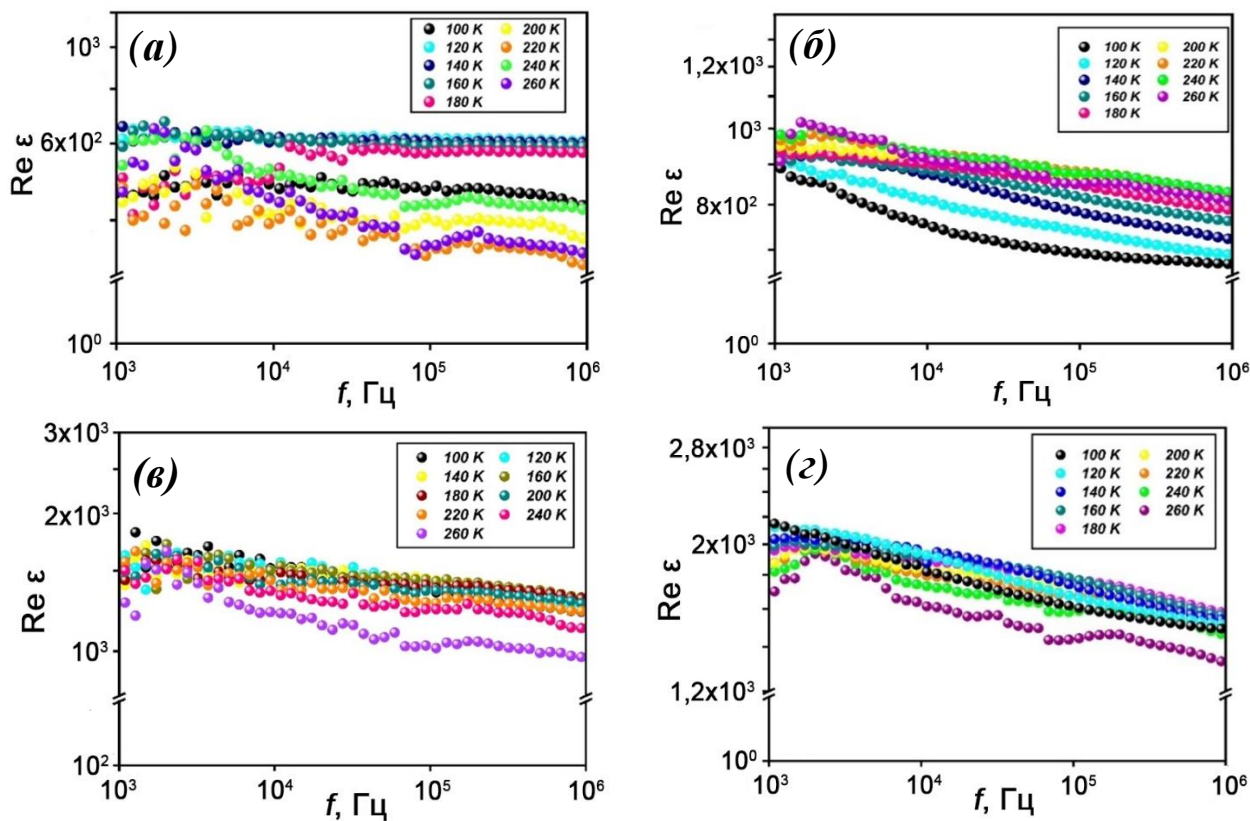 (а)
10³
6x10²
10⁰
Re ε
100 K 200 K
120 K 220 K
140 K 240 K
160 K 260 K
180 K
10³ 10⁴ 10⁵ 10⁶
f, Гц
(б)
1,2x10³
10³
8x10²
10⁰
Re ε
100 K 200 K
120 K 220 K
140 K 240 K
160 K 260 K
180 K
10³ 10⁴ 10⁵ 10⁶
f, Гц
(в)
3x10³
2x10³
10³
10²
Re ε
100 K 120 K
140 K 160 K
180 K 200 K
220 K 240 K
260 K
10³ 10⁴ 10⁵ 10⁶
f, Гц
(г)
2,8x10³
2x10³
1,2x10³
10⁰
Re ε
100 K 200 K
120 K 220 K
140 K 240 K
160 K 260 K
180 K
10³ 10⁴ 10⁵ 10⁶
f, Гц